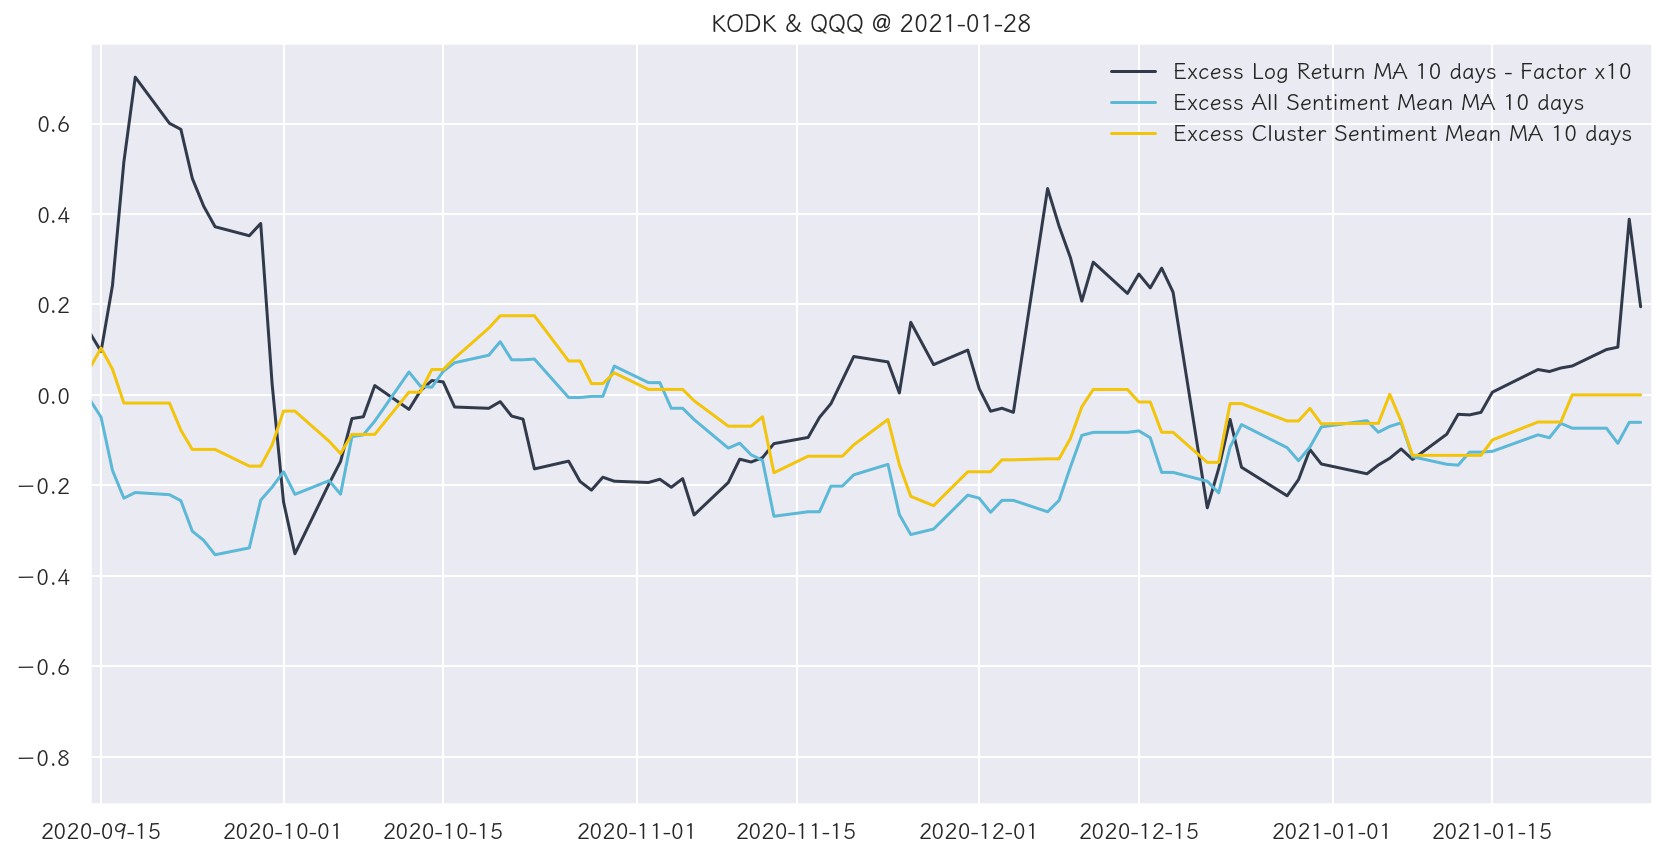 KODK & QQQ @ 2021-01-28
Excess Log Return MA 10 days - Factor x10
Excess All Sentiment Mean MA 10 days
Excess Cluster Sentiment Mean MA 10 days
0.6
0.4
0.2
0.0
−0.2
−0.4
−0.6
−0.8
2020-09-15 2020-10-01 2020-10-15 2020-11-01 2020-11-15 2020-12-01 2020-12-15 2021-01-01 2021-01-15